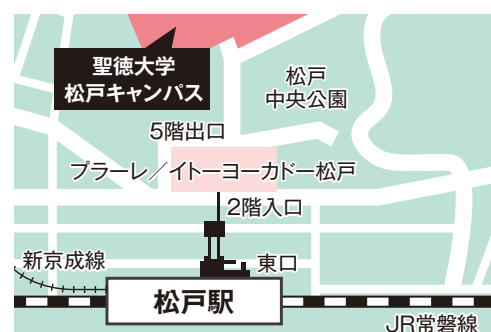 聖徳大学
松戸キャンパス
松戸
中央公園
5階出口
プラーレ／イトーヨーカドー松戸
2階入口
新京成線
東口
松戸駅
JR常磐線